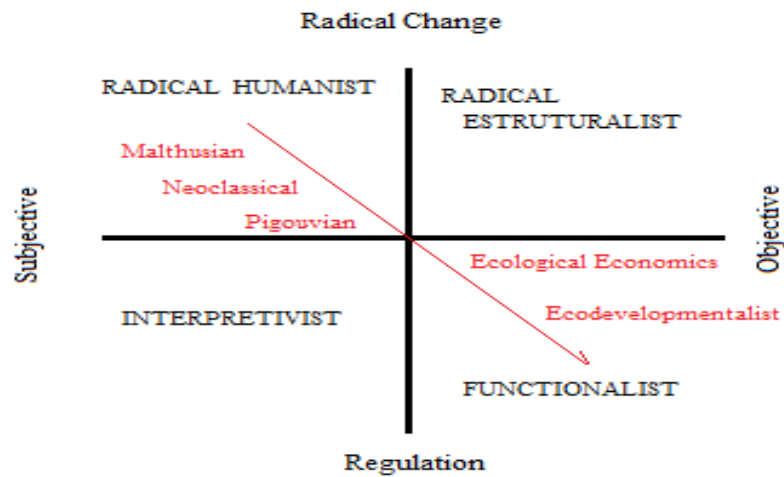 Radical Change
RADICAL HUMANIST
RADICAL
ESTRUTURALIST
Malthusian
Neoclassical
Pigouvian
Subjective
Objective
Ecological Economics
Ecodevelopmentalist
INTERPRETIVIST
FUNCTIONALIST
Regulation